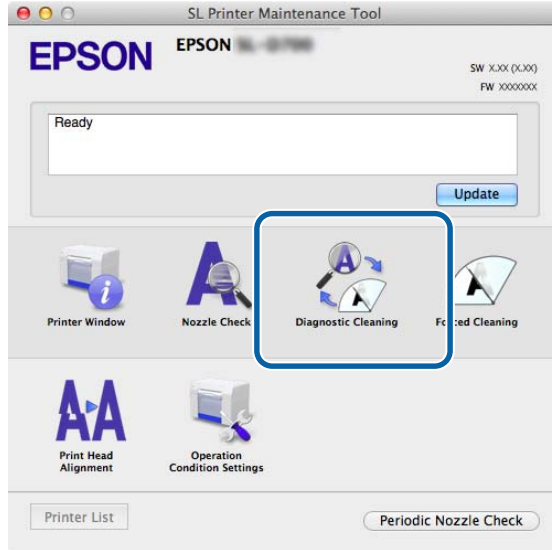 SL Printer Maintenance Tool
EPSON
EPSON
SW X.XX (X.XX)
FW XXXXXXX
Ready
Update
Printer Window
Nozzle Check
Diagnostic Cleaning
Forced Cleaning
Print Head
Alignment
Operation
Condition Settings
Printer List
Periodic Nozzle Check